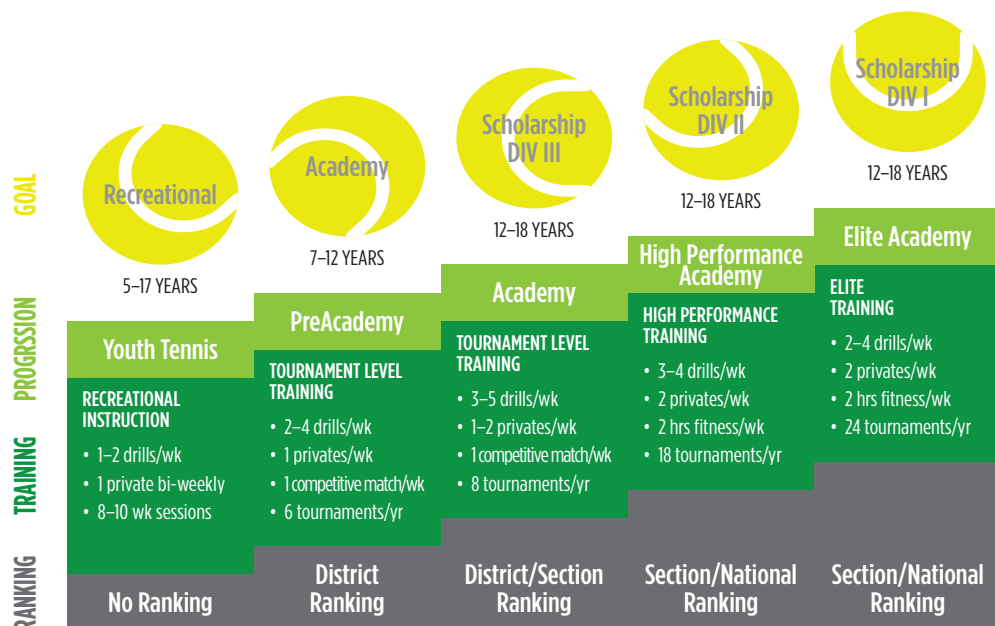 GOAL
PROGRSSION
TRAINING
RANKING
Recreational
5–17 YEARS
Youth Tennis
RECREATIONAL
INSTRUCTION
• 1–2 drills/wk
• 1 private bi-weekly
• 8–10 wk sessions
No Ranking
Academy
7–12 YEARS
PreAcademy
TOURNAMENT LEVEL
TRAINING
• 2–4 drills/wk
• 1 privates/wk
• 1 competitive match/wk
• 6 tournaments/yr
District
Ranking
Scholarship
DIV III
12–18 YEARS
Academy
TOURNAMENT LEVEL
TRAINING
• 3–5 drills/wk
• 1–2 privates/wk
• 1 competitive match/wk
• 8 tournaments/yr
District/Section
Ranking
Scholarship
DIV II
12–18 YEARS
High Performance
Academy
HIGH PERFORMANCE
TRAINING
• 3–4 drills/wk
• 2 privates/wk
• 2 hrs fitness/wk
• 18 tournaments/yr
Section/National
Ranking
Scholarship
DIV I
12–18 YEARS
Elite Academy
ELITE
TRAINING
• 2–4 drills/wk
• 2 privates/wk
• 2 hrs fitness/wk
• 24 tournaments/yr
Section/National
Ranking